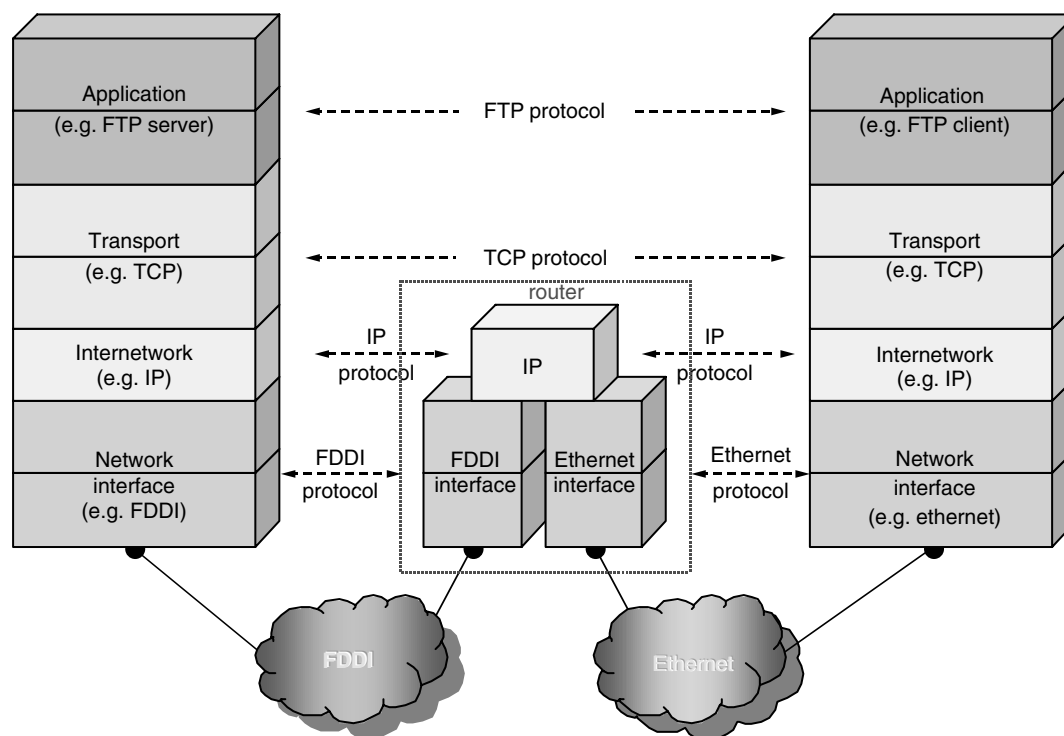 Application
(e.g. FTP server)
FTP protocol
Application
(e.g. FTP client)
Transport
(e.g. TCP)
TCP protocol
Transport
(e.g. TCP)
router
Internetwork
(e.g. IP)
IP
protocol
IP
IP
protocol
Internetwork
(e.g. IP)
Network
interface
(e.g. FDDI)
FDDI
protocol
FDDI
interface
Ethernet
interface
Ethernet
protocol
Network
interface
(e.g. ethernet)
FDDI
Ethernet